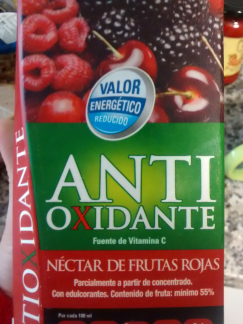 VALOR
ENERGÉTICO
REDUCIDO
ANTI
OXIDANTE
Fuente de Vitamina C
NÉCTAR DE FRUTAS ROJAS
Parcialmente a partir de concentrado.
Con edulcorantes. Contenido de fruta: mínimo 55%
Por cada 100 ml
TIOXIDANTE